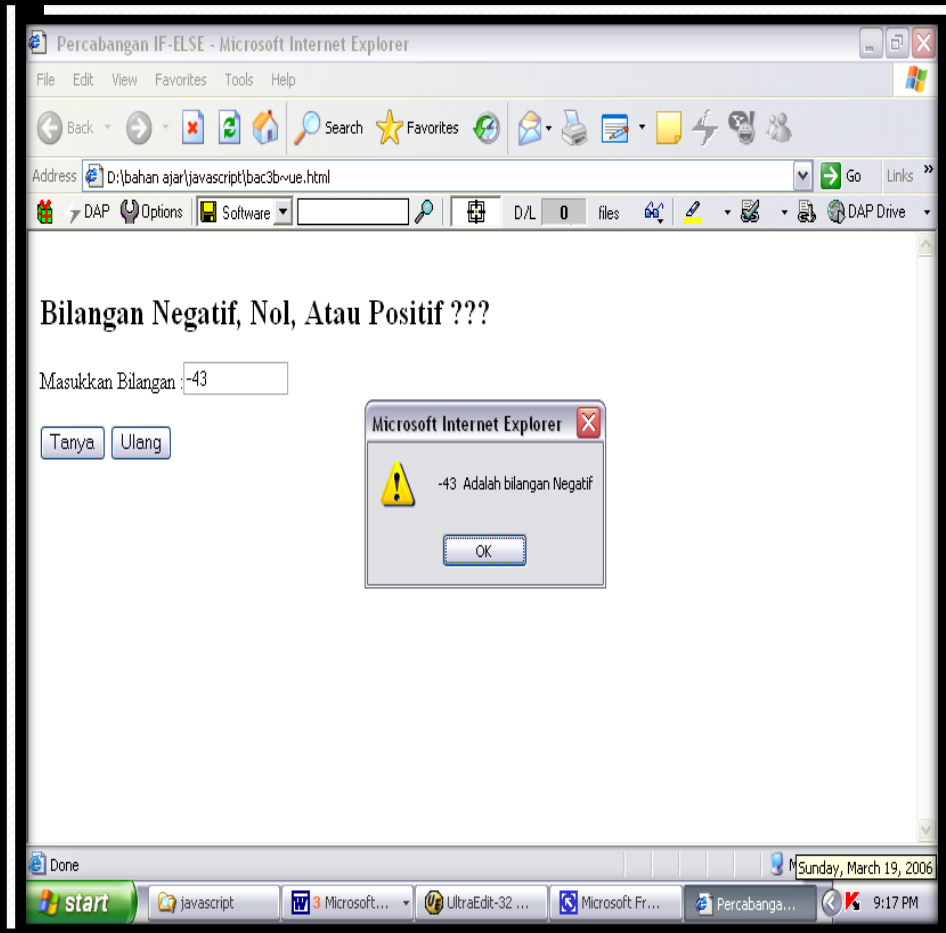 Percabangan IF-ELSE - Microsoft Internet Explorer
File Edit View Favorites Tools Help
Back Search Favorites
Address D:\bahan ajar\javascript\bac3b~ue.html Go Links »
DAP Options Software D/L 0 files DAP Drive
Bilangan Negatif, Nol, Atau Positif ???
Masukkan Bilangan :-43
Tanya Ulang
Microsoft Internet Explorer
-43 Adalah bilangan Negatif
OK
Done
Sunday, March 19, 2006
start javascript 3 Microsoft... UltraEdit-32 ... Microsoft Fr... Percabanga... 9:17 PM